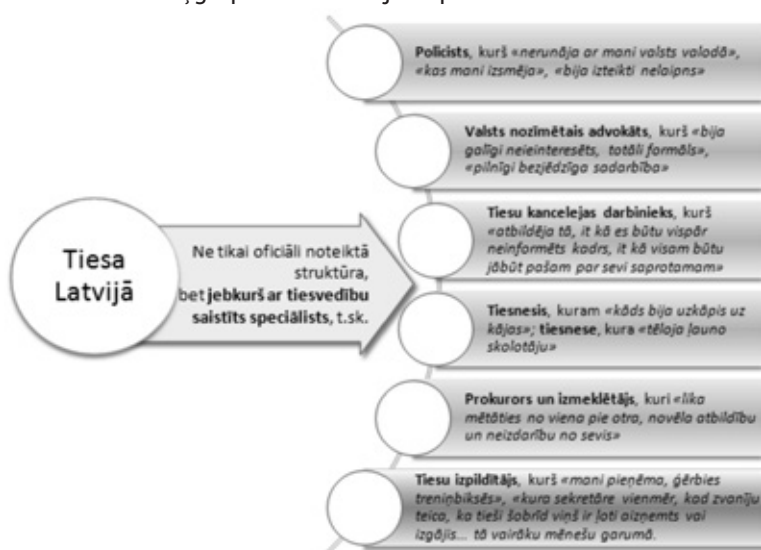 Tiesa
Latvijā
Ne tikai oficiāli noteiktā
struktūra,
bet jebkurš ar tiesvedību
saistīts speciālists, t.sk.
Policists, kurš «nerunāja ar mani valsts valodā»,
«kas mani izsmēja», «bija izteikti nelaipns»
Valsts nozīmētais advokāts, kurš «bija
galīgi neieinteresēts, totāli formāls»,
«pilnīgi bezjēdzīga sadarbība»
Tiesu kancelejas darbinieks, kurš
«atbildēja tā, it kā es būtu vispār
neinformēts kadrs, it kā visam būtu
jābūt pašam par sevi saprotamam»
Tiesnesis, kuram «kāds bija uzkāpis uz
kājas»; tiesnese, kura «tēloja ļauno
skolotāju»
Prokurors un izmeklētājs, kuri «lika
mētāties no viena pie otra, novēla atbildību
un neizdarību no sevis»
Tiesu izpildītājs, kurš «mani pieņēma, ģērbies
treniņbiksēs», «kura sekretāre vienmēr, kad zvanīju
teica, ka tieši šobrīd viņš ir ļoti aizņemts vai
izgājis... tā vairāku mēnešu garumā.